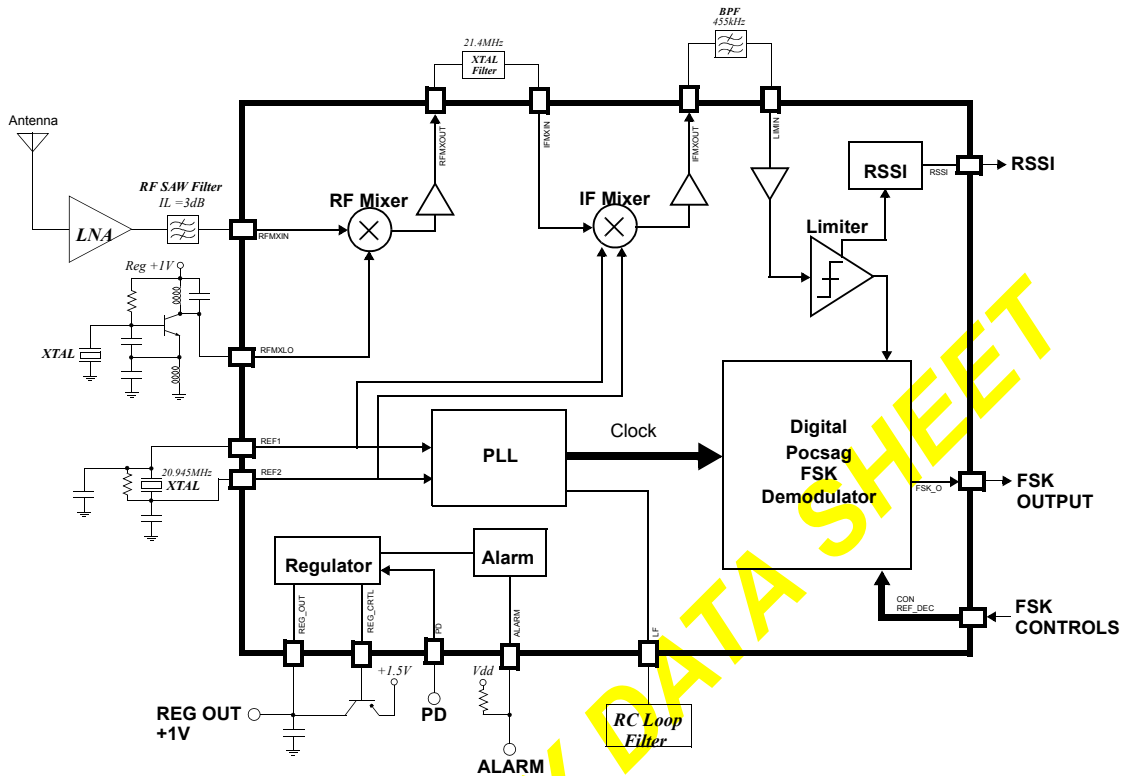 BPF
455kHz
21.4MHz
XTAL
Filter
Antenna
RFMXOUT
IFMXIN
IFMXOUT
LIMIN
RF SAW Filter
IL =3dB
LNA
RFMXIN
RF Mixer
IF Mixer
RSSI
RSSI
RSSI
Limiter
Reg +1V
XTAL
RFMXLO
REF1
REF2
20.945MHz
XTAL
PLL
Clock
Digital
Pocsag
FSK
Demodulator
FSK_O
FSK
OUTPUT
Regulator
Alarm
REG_OUT
REG_CRTL
PD
ALARM
LF
CON
REF_DEC
FSK
CONTROLS
+1.5V
Vdd
REG OUT
+1V
PD
ALARM
RC Loop
Filter
DATA SHEET